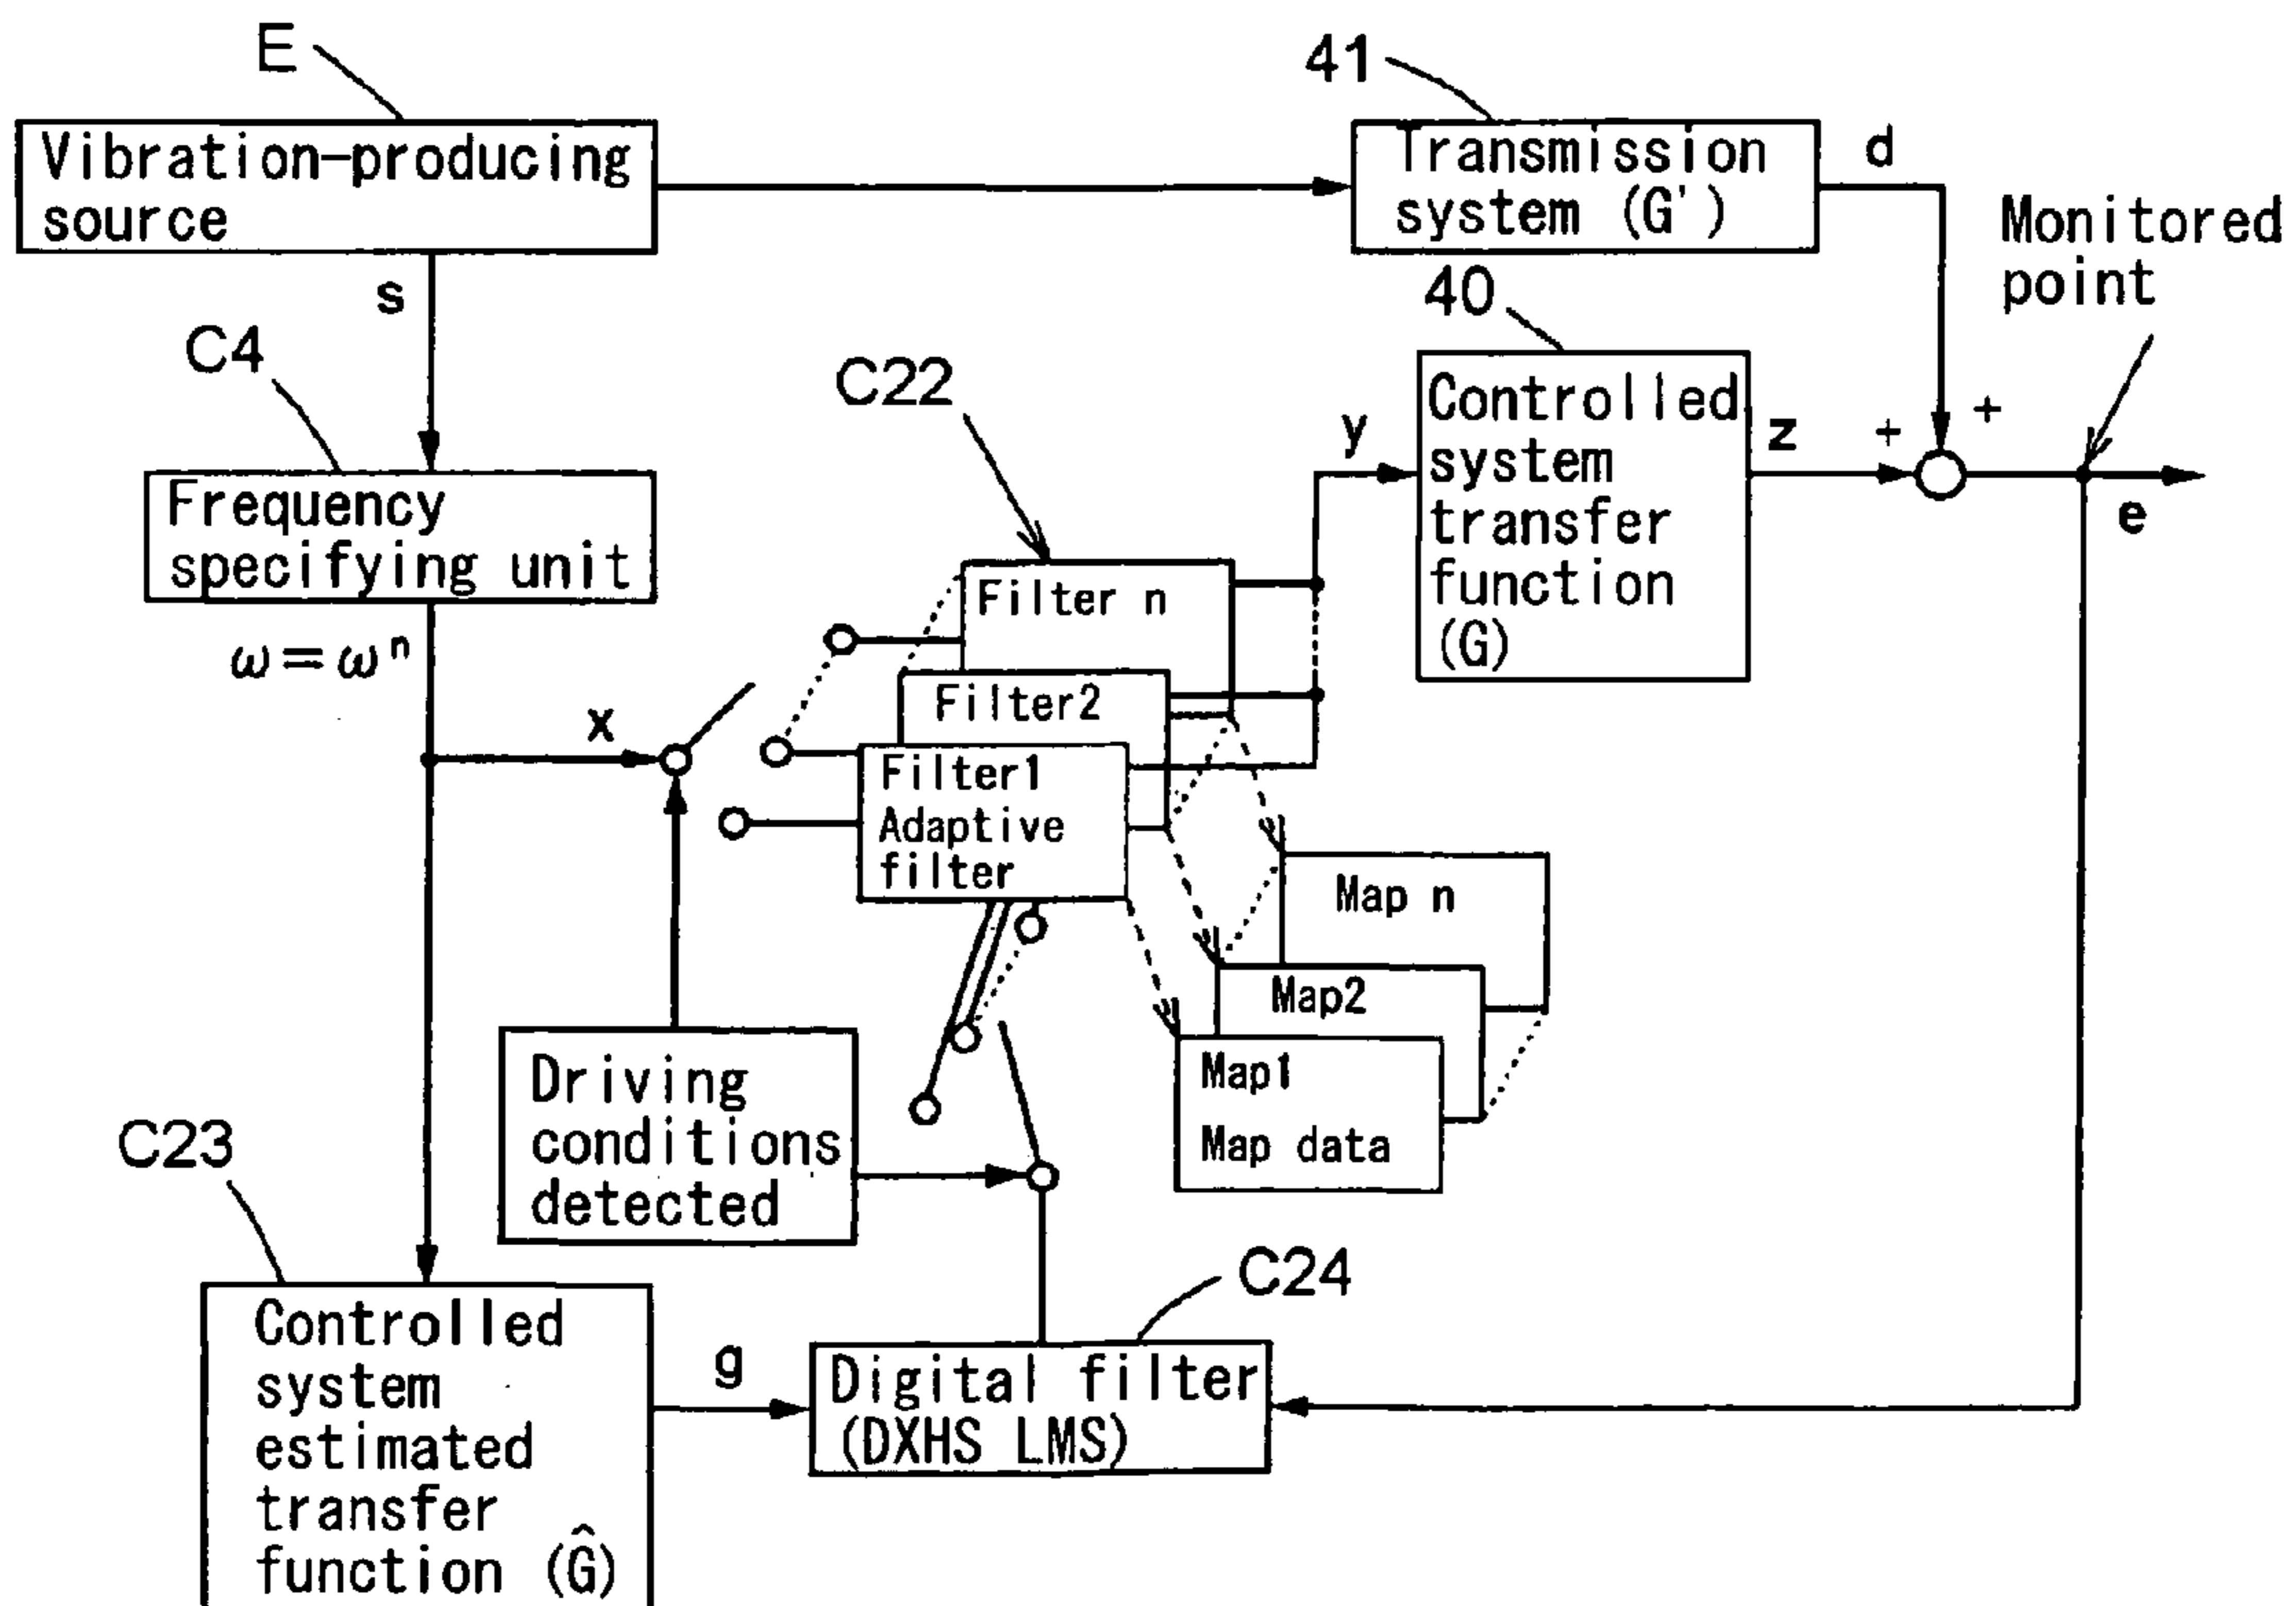 E
41
Vibration-producing
source
Transmission
system (G')
d
Monitored
point
s
C4
40
C22
Controlled
system
transfer
function
(G)
y
z
+
+
e
Frequency
specifying unit
ω=ωⁿ
x
Filter n
Filter2
Filter1
Adaptive
filter
Map n
Map2
Map1
Map data
Driving
conditions
detected
C23
C24
Controlled
system
estimated
transfer
function (Ĝ)
g
Digital filter
(DXHS LMS)